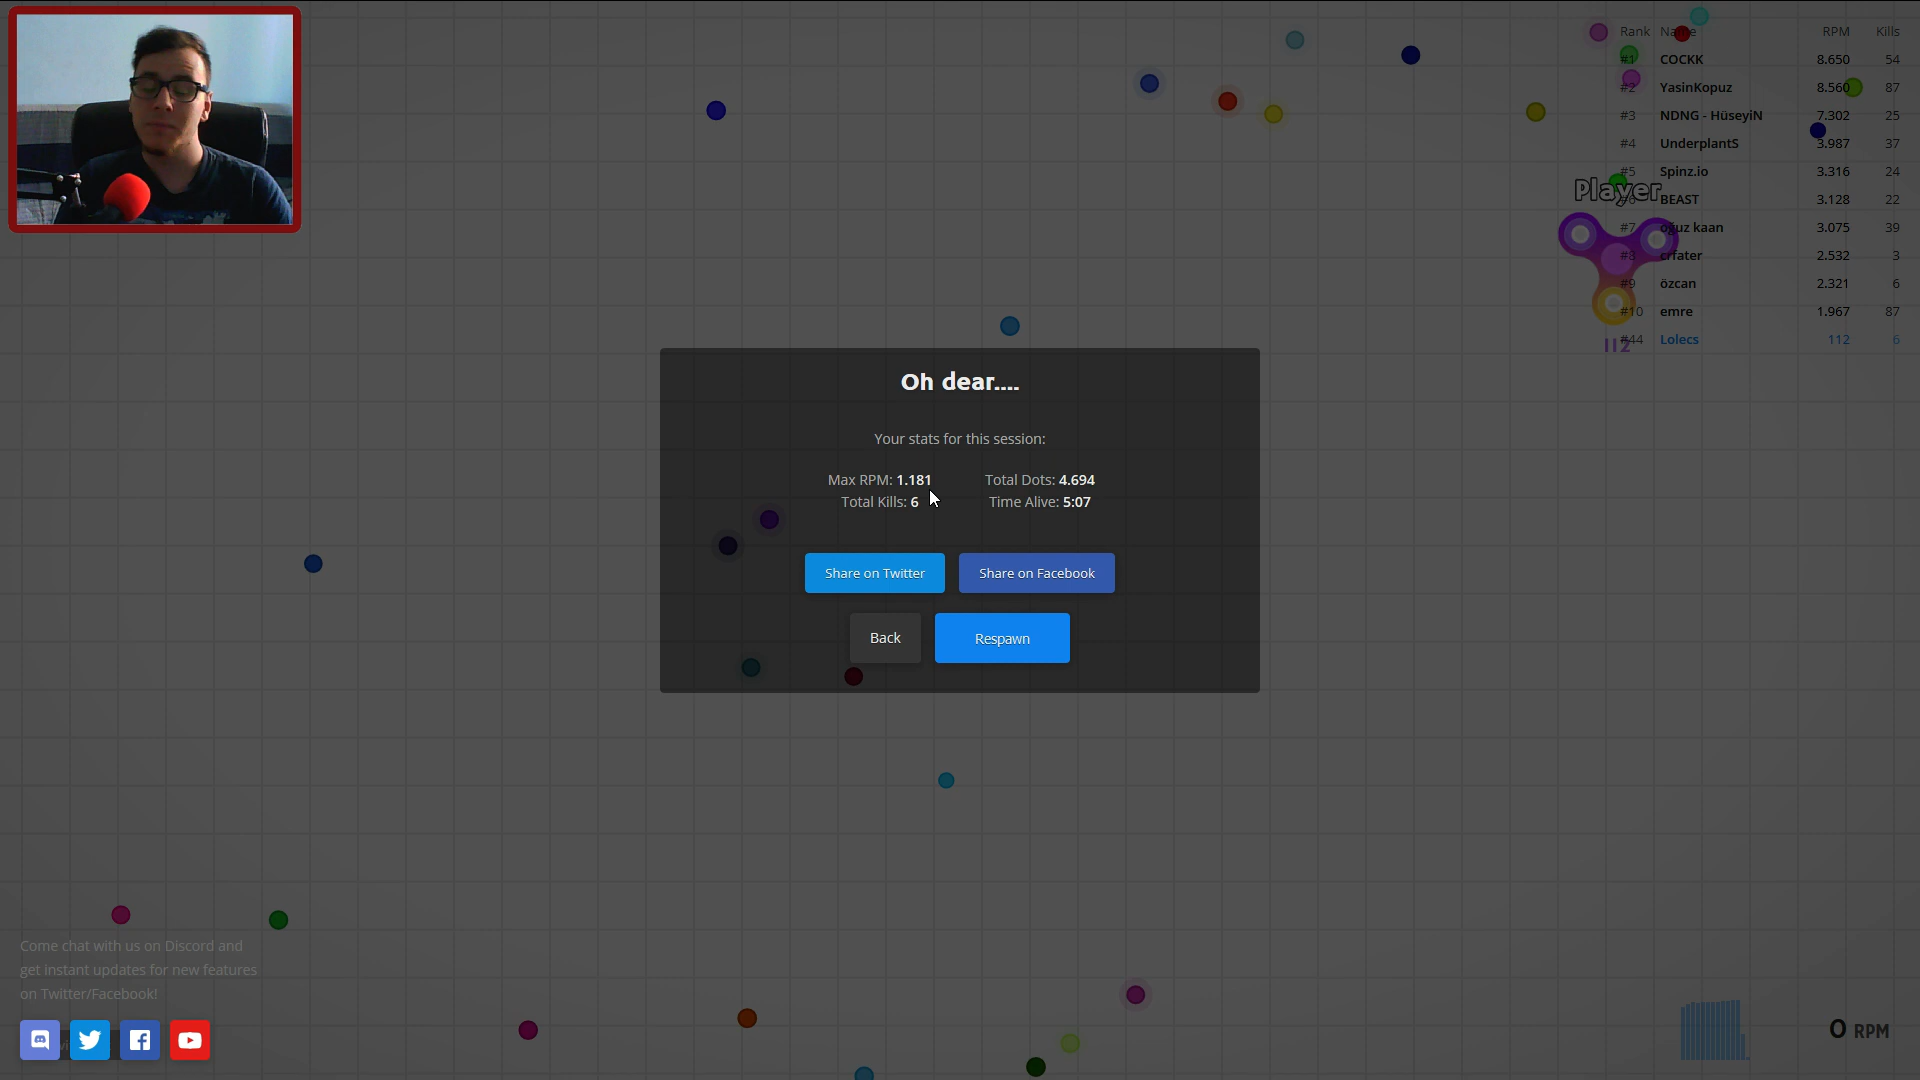 Rank Name RPM Kills
#1 COCKK 8.650 54
#2 YasinKopuz 8.560 87
#3 NDNG - HüseyiN 7.302 25
#4 UnderplantS 3.987 37
#5 Spinz.io 3.316 24
Player
#6 BEAST 3.128 22
#7 oğuz kaan 3.075 39
#8 crfater 2.532 3
#9 özcan 2.321 6
#10 emre 1.967 87
#44 Lolecs 112 6
112
Oh dear....
Your stats for this session:
Max RPM: 1.181 Total Dots: 4.694
Total Kills: 6 Time Alive: 5:07
Share on Twitter Share on Facebook
Back Respawn
Come chat with us on Discord and
get instant updates for new features
on Twitter/Facebook!
0 RPM